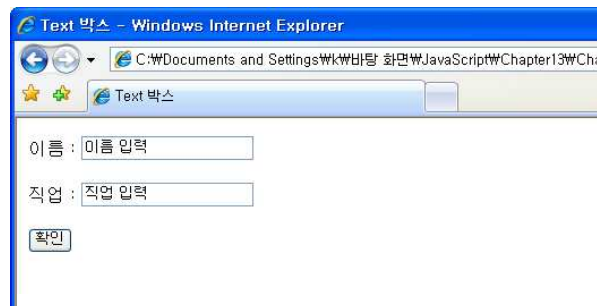 Text 박스 - Windows Internet Explorer
C:₩Documents and Settings₩k₩바탕 화면₩JavaScript₩Chapter13₩Cha
Text 박스
이름 : 이름 입력
직업 : 직업 입력
확인